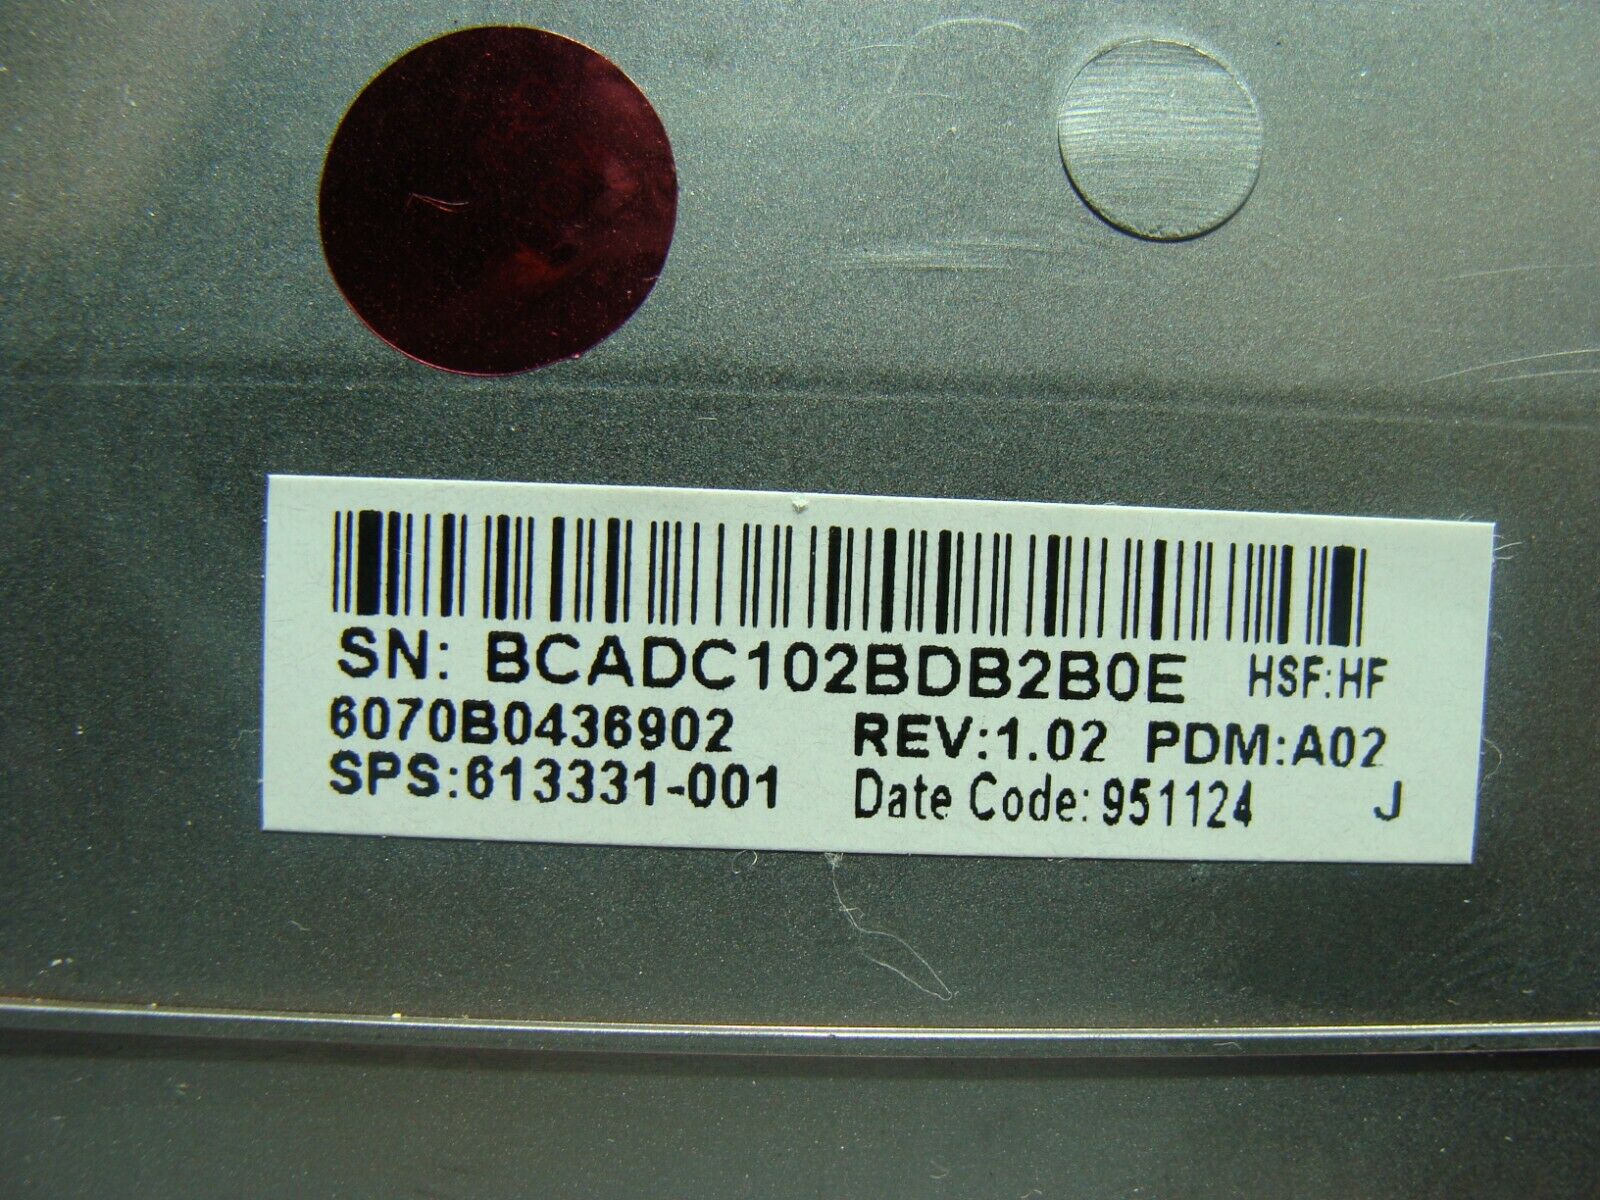 SN: BCADC102BDB2B0E HSF:HF
6070B0436902 REV:1.02 PDM:A02
SPS:613331-001 Date Code: 951124 J